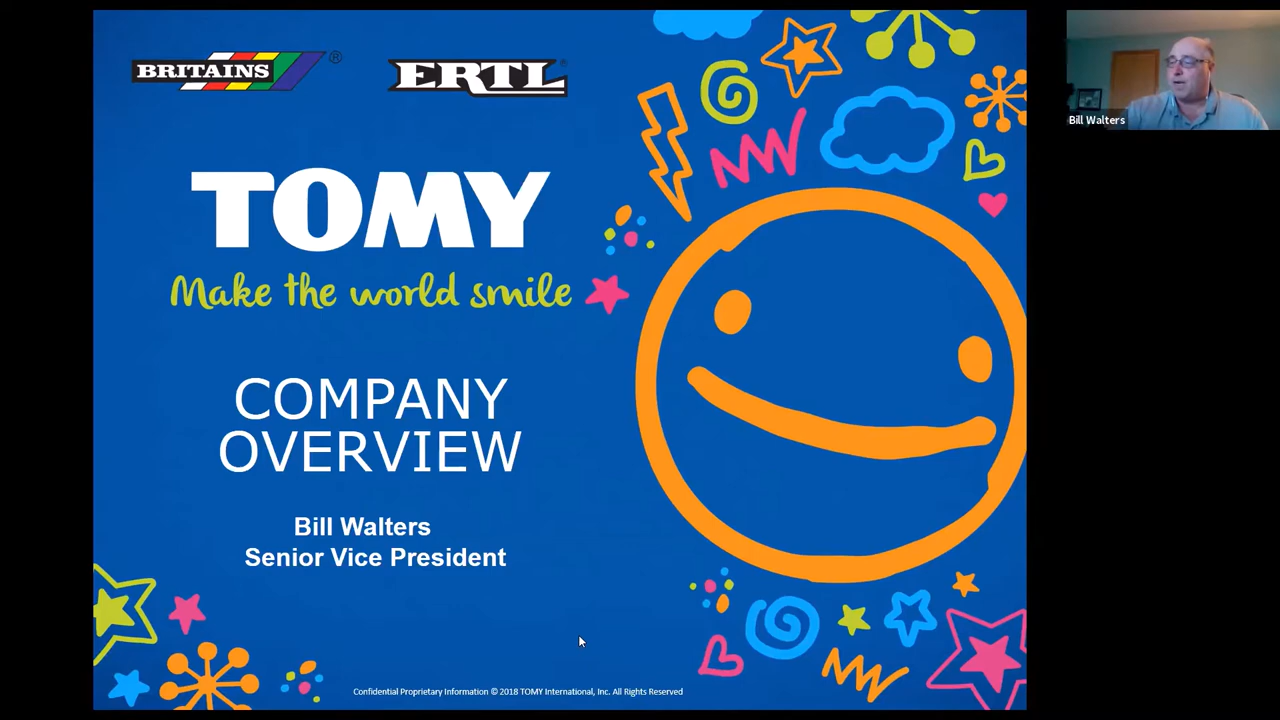 BRITAINS ®
ERTL ®
TOMY
Make the world smile
COMPANY
OVERVIEW
Bill Walters
Senior Vice President
Confidential Proprietary Information © 2018 TOMY International, Inc. All Rights Reserved
Bill Walters